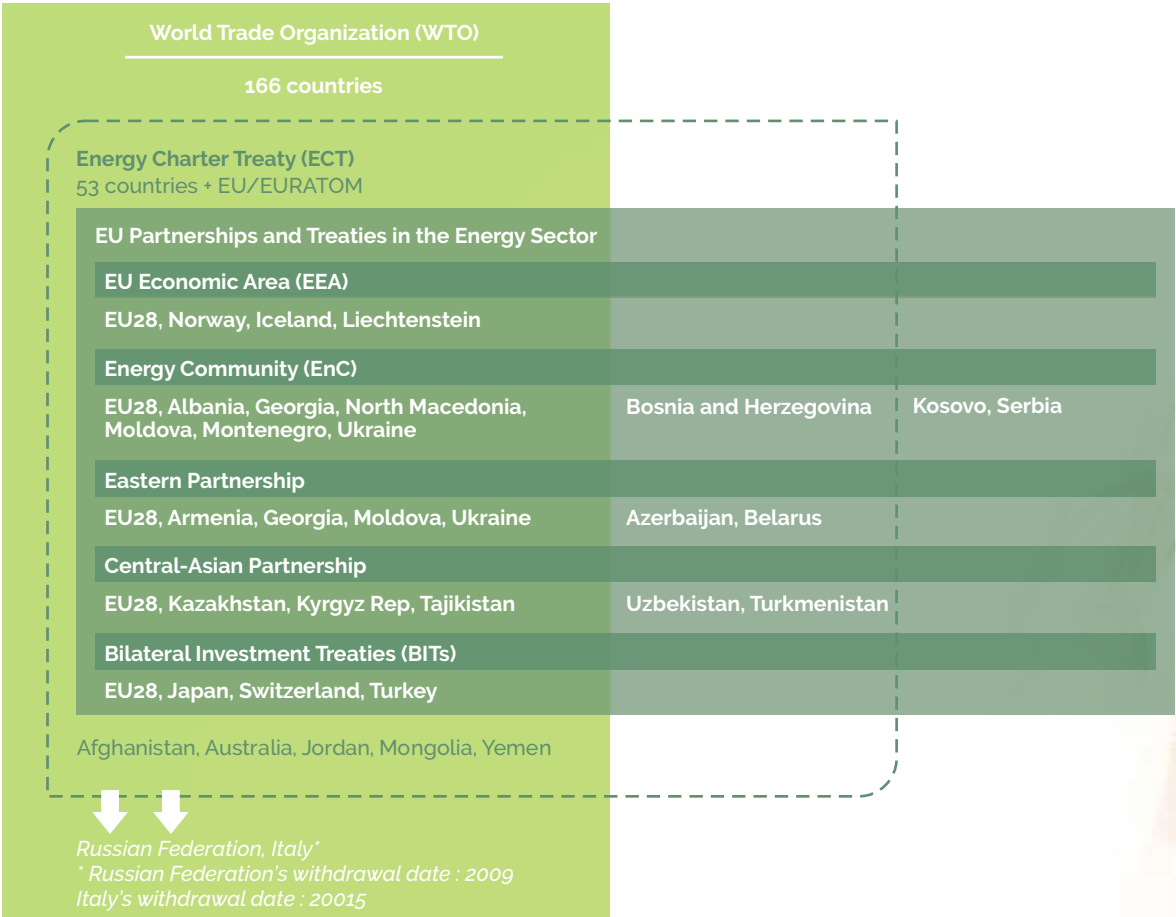 World Trade Organization (WTO)
166 countries
Energy Charter Treaty (ECT)
53 countries + EU/EURATOM
EU Partnerships and Treaties in the Energy Sector
EU Economic Area (EEA)
EU28, Norway, Iceland, Liechtenstein
Energy Community (EnC)
EU28, Albania, Georgia, North Macedonia,
Moldova, Montenegro, Ukraine
Bosnia and Herzegovina
Kosovo, Serbia
Eastern Partnership
EU28, Armenia, Georgia, Moldova, Ukraine
Azerbaijan, Belarus
Central-Asian Partnership
EU28, Kazakhstan, Kyrgyz Rep, Tajikistan
Uzbekistan, Turkmenistan
Bilateral Investment Treaties (BITs)
EU28, Japan, Switzerland, Turkey
Afghanistan, Australia, Jordan, Mongolia, Yemen
Russian Federation, Italy*
* Russian Federation's withdrawal date : 2009
Italy's withdrawal date : 20015